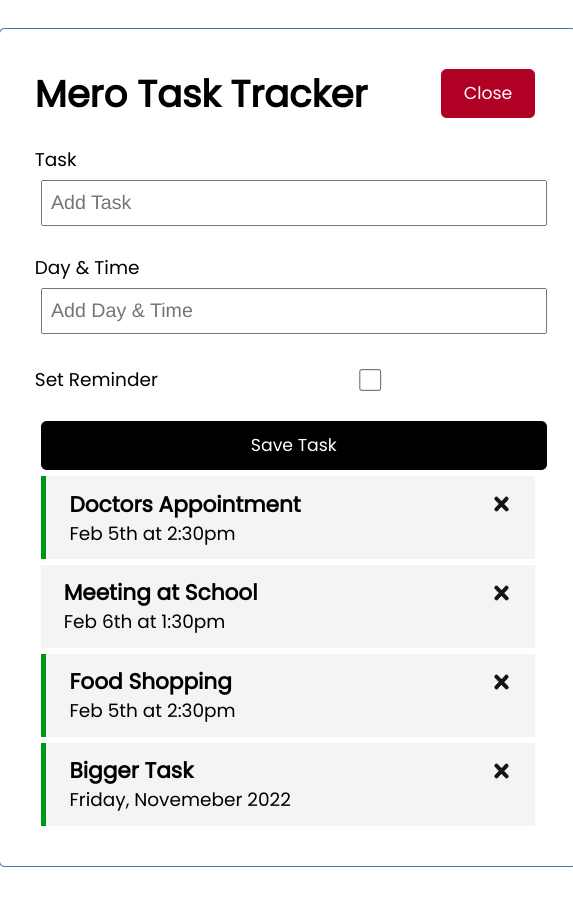 Mero Task Tracker
Close
Task
Add Task
Day & Time
Add Day & Time
Set Reminder
Save Task
Doctors Appointment
Feb 5th at 2:30pm
Meeting at School
Feb 6th at 1:30pm
Food Shopping
Feb 5th at 2:30pm
Bigger Task
Friday, Novemeber 2022